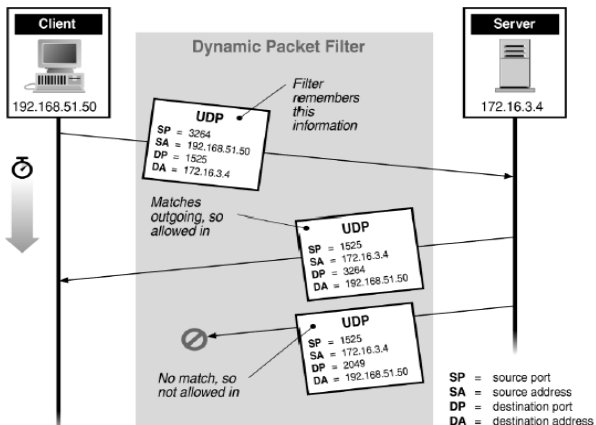 Client
Server
Dynamic Packet Filter
192.168.51.50
172.16.3.4
Filter
remembers
this
information
UDP
SP = 3264
SA = 192.168.51.50
DP = 1525
DA = 172.16.3.4
Matches
outgoing, so
allowed in
UDP
SP = 1525
SA = 172.16.3.4
DP = 3264
DA = 192.168.51.50
UDP
SP = 1525
SA = 172.16.3.4
DP = 2049
DA = 192.168.51.50
No match, so
not allowed in
SP = source port
SA = source address
DP = destination port
DA = destination address